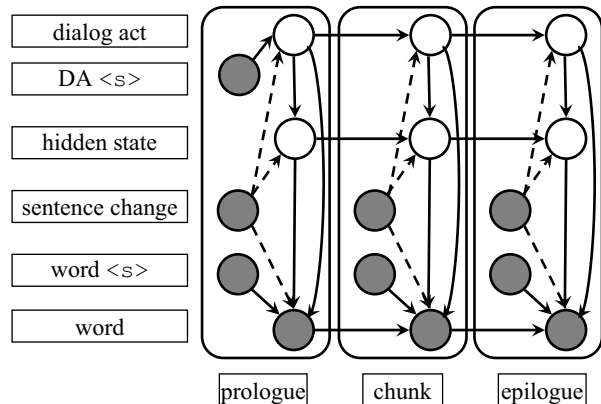 dialog act
DA <s>
hidden state
sentence change
word <s>
word
prologue
chunk
epilogue